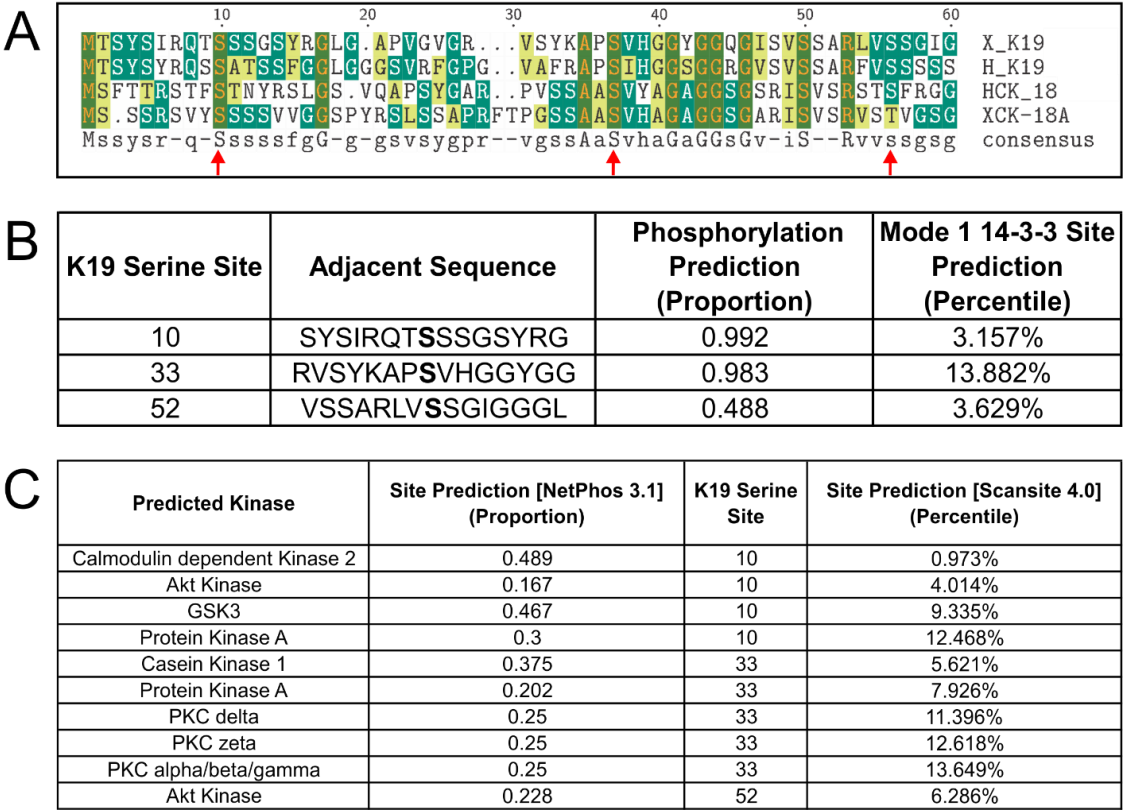 A
10 20 30 40 50 60
MTSYSIRQTSSSGSYRGLG.APVGVGR...VSYKAPSVHGGYGGQGISVSSARLVSSGIG X_K19
MTSYSYRQSSATSSFGGLGGGSVRFGPG..VAFRAPSIHGGSGGRGVSVSSARFVSSSSS H_K19
MSFTTRSTFSTNYRSLGS.VQAPSYGAR..PVSSAASVYAGAGGSGSRISVSRSTSFRGG HCK_18
MS.SSRSVYSSSSVVGGSPYRSLSSAPRFTPGSSAASVHAGAGGSGARISVSRVSTVGSG XCK-18A
Mssysr-q-SssssfgG-g-gsvsygpr--vgssAaSvhaGaGGsGv-iS--Rvvssgsg consensus
B
K19 Serine Site
Adjacent Sequence
Phosphorylation
Prediction
(Proportion)
Mode 1 14-3-3 Site
Prediction
(Percentile)
10 SYSIRQTSSSGSYRG 0.992 3.157%
33 RVSYKAPSVHGGYGG 0.983 13.882%
52 VSSARLVSSGIGGGL 0.488 3.629%
C
Predicted Kinase
Site Prediction [NetPhos 3.1]
(Proportion)
K19 Serine
Site
Site Prediction [Scansite 4.0]
(Percentile)
Calmodulin dependent Kinase 2 0.489 10 0.973%
Akt Kinase 0.167 10 4.014%
GSK3 0.467 10 9.335%
Protein Kinase A 0.3 10 12.468%
Casein Kinase 1 0.375 33 5.621%
Protein Kinase A 0.202 33 7.926%
PKC delta 0.25 33 11.396%
PKC zeta 0.25 33 12.618%
PKC alpha/beta/gamma 0.25 33 13.649%
Akt Kinase 0.228 52 6.286%